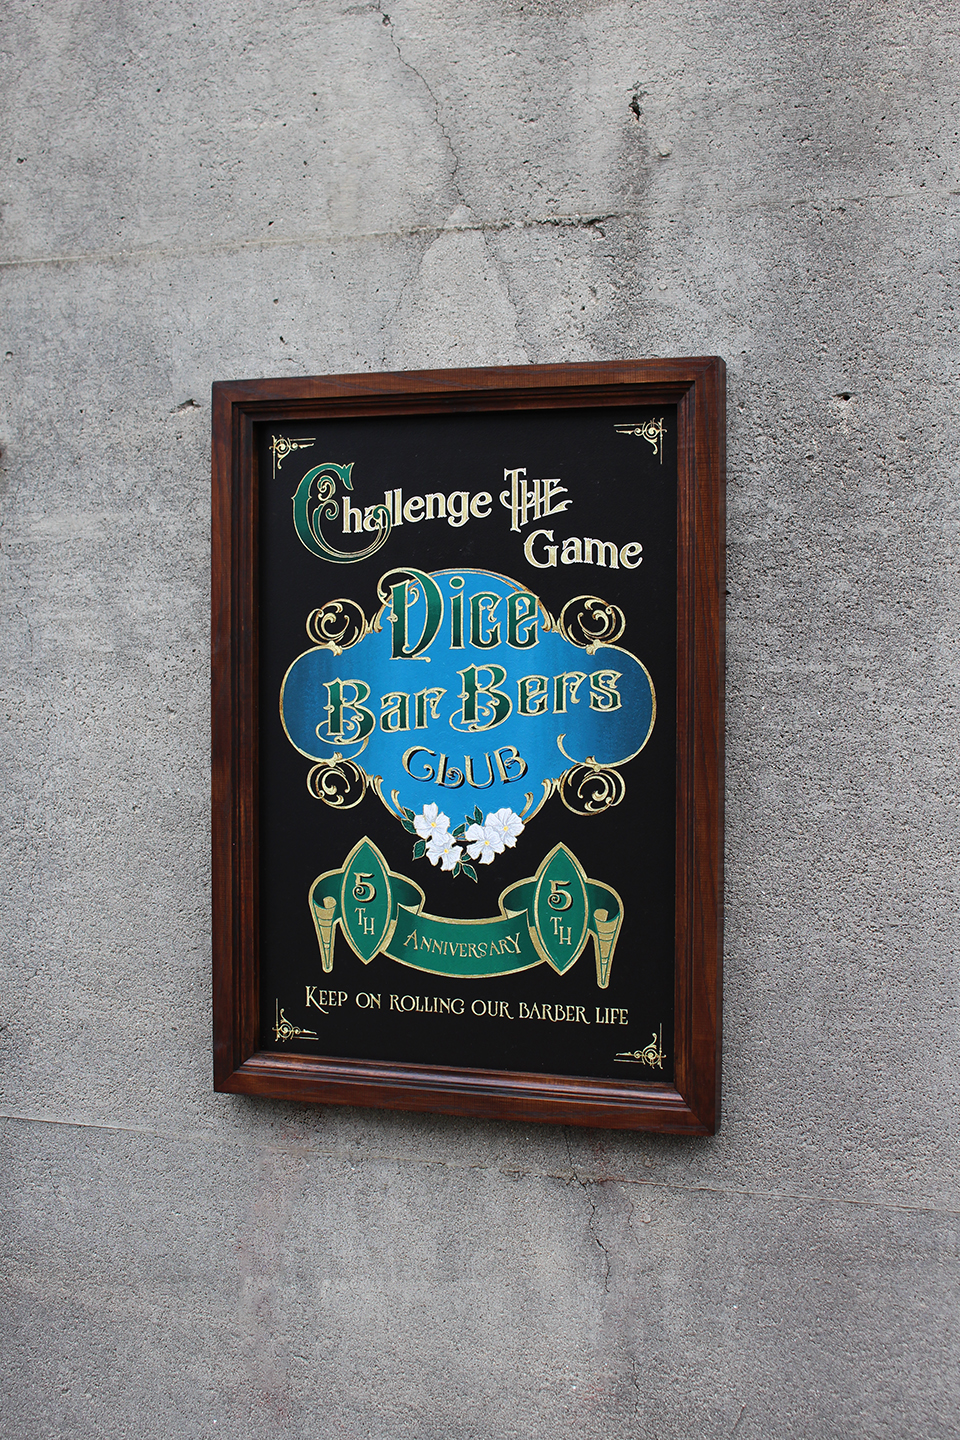 Challenge THE
Game
Dice
BarBers
CLUB
5TH
5TH
ANNIVERSARY
KEEP ON ROLLING OUR BARBER LIFE